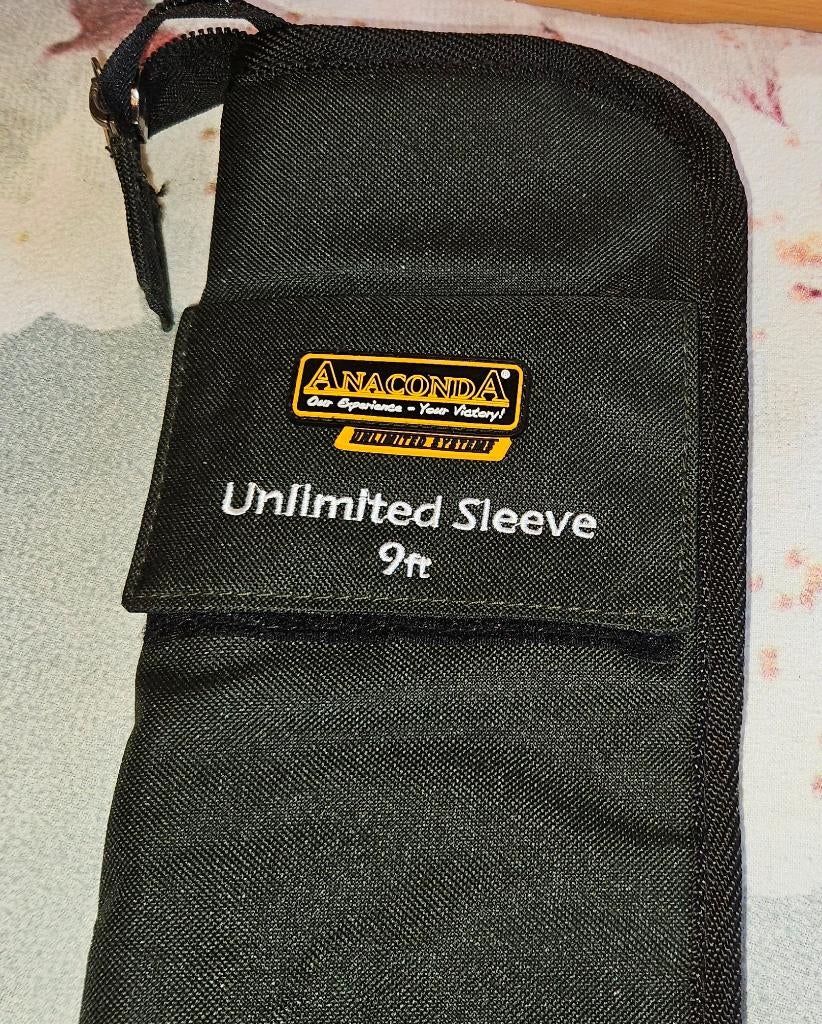 ANACONDA®
Our Experience - Your Victory!
UNLIMITED SYSTEMS
Unlimited Sleeve
9ft